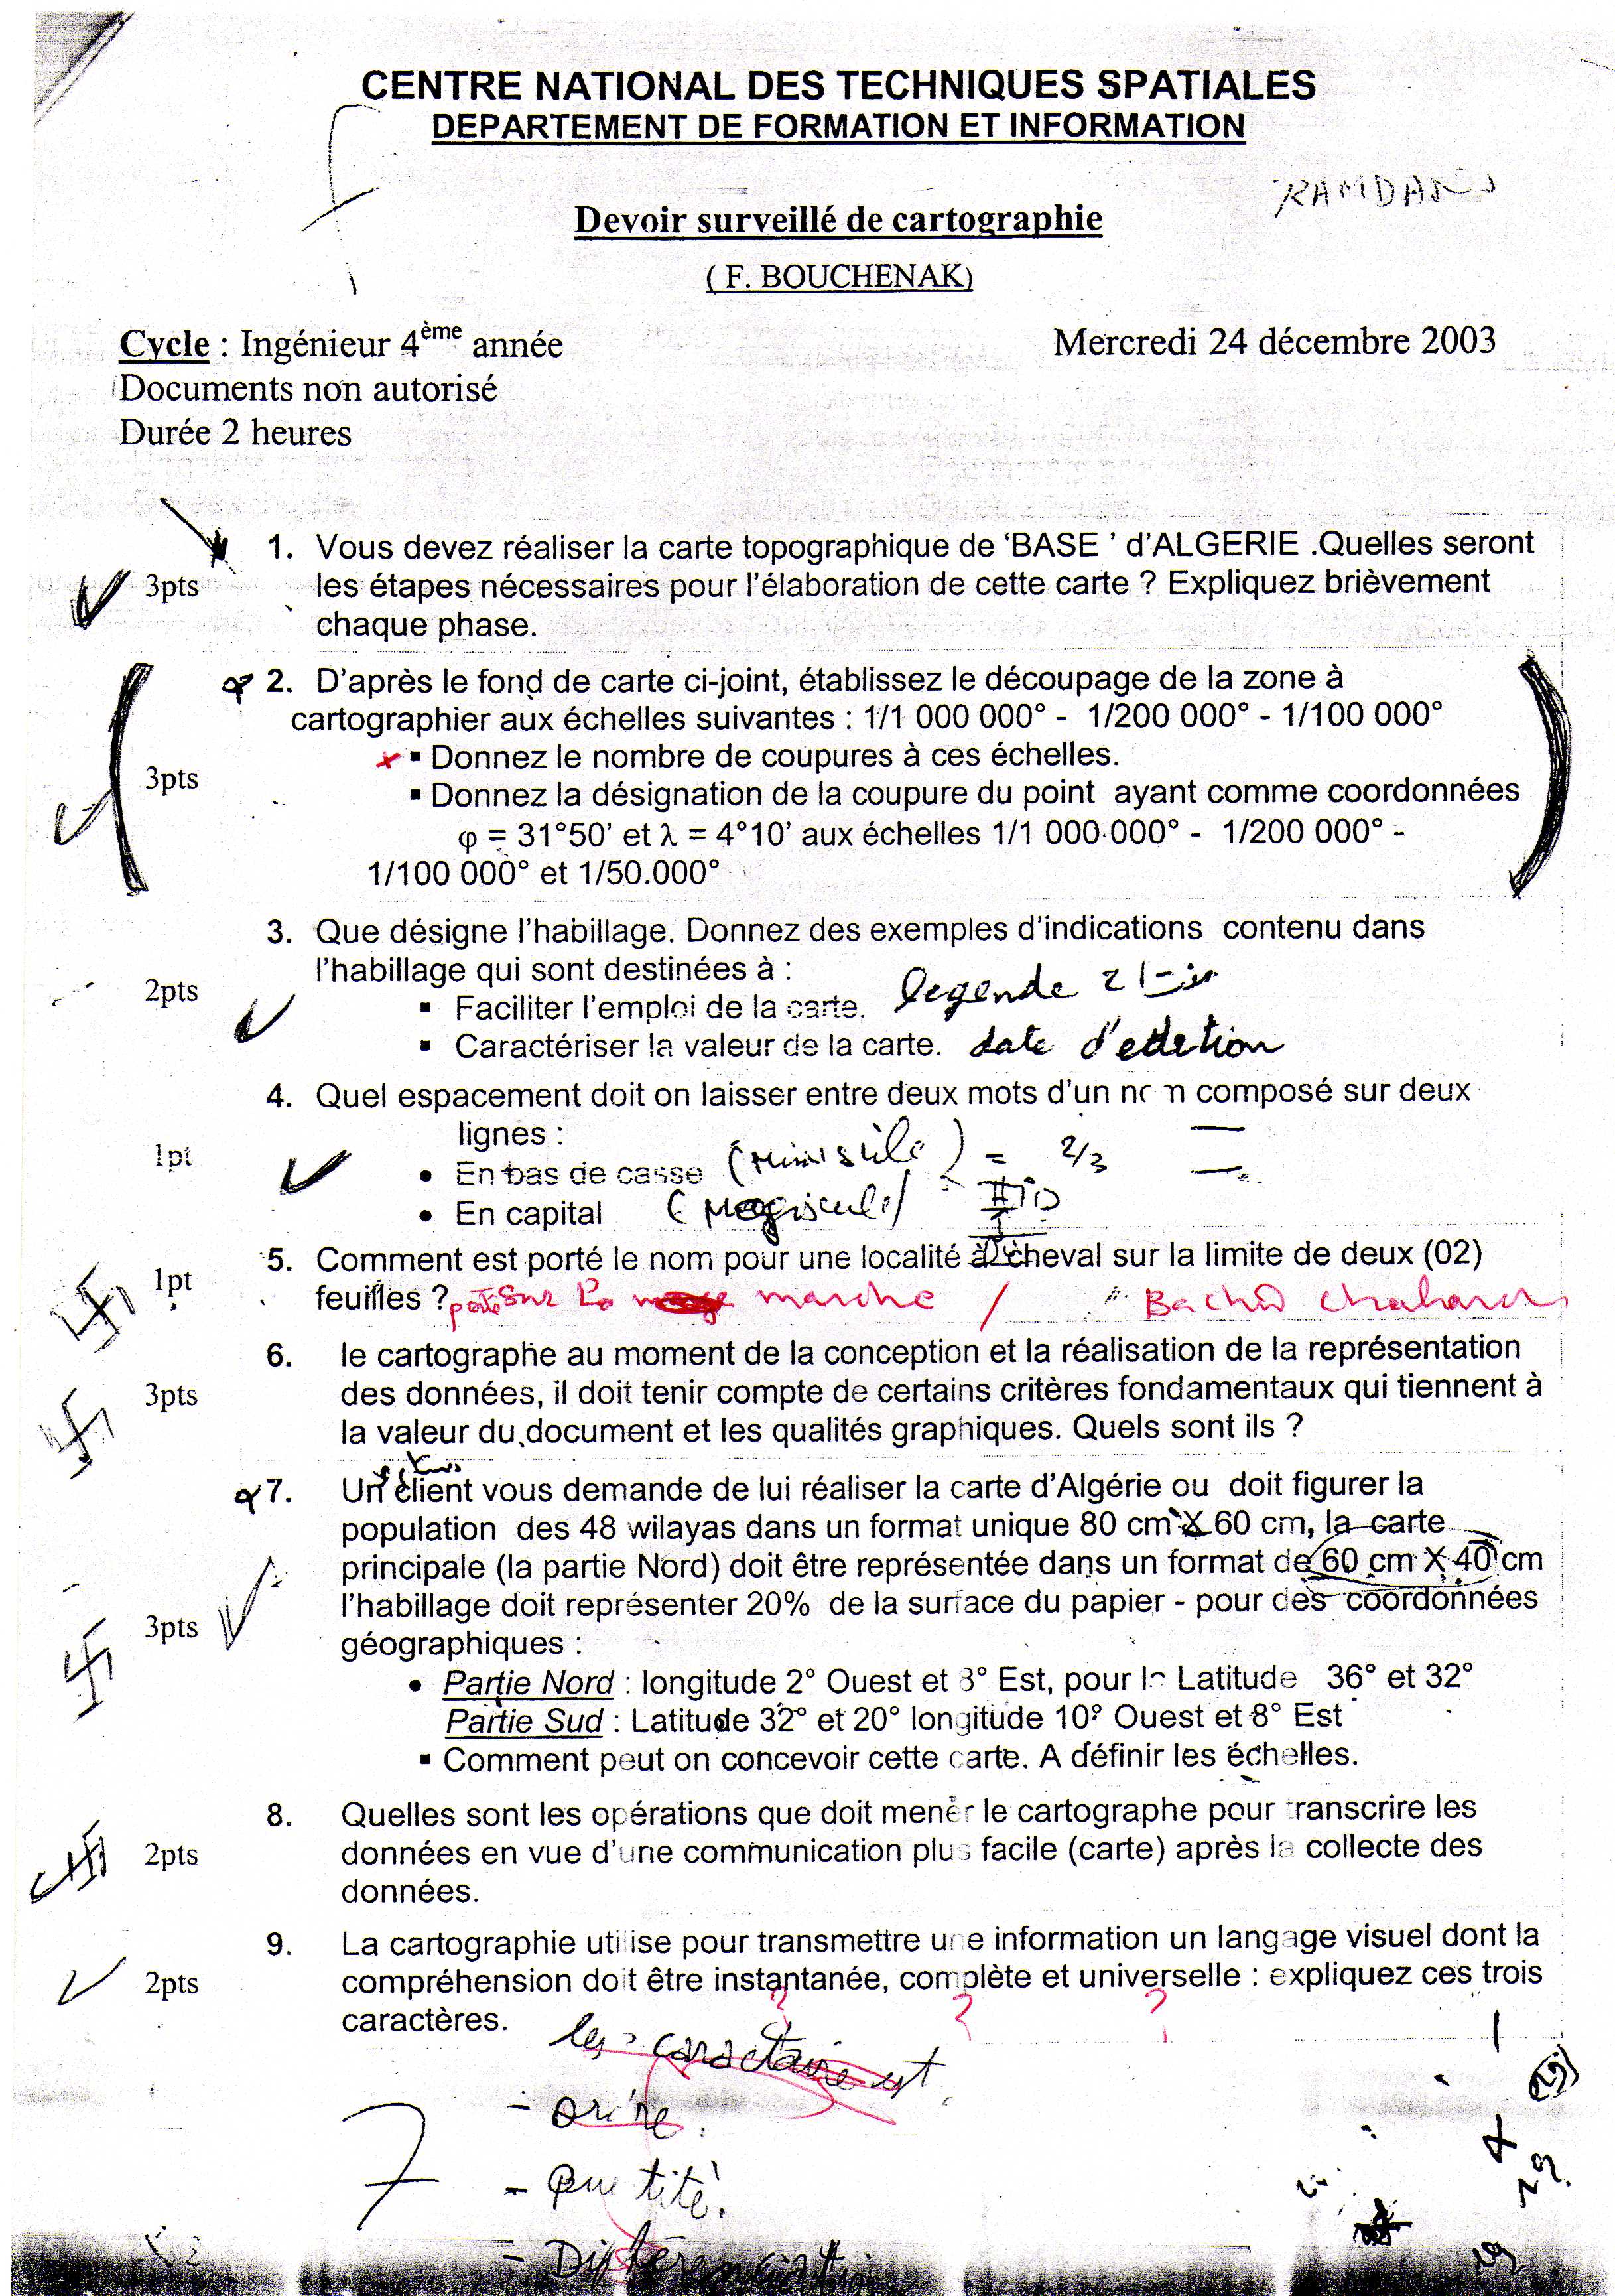 CENTRE NATIONAL DES TECHNIQUES SPATIALES
DEPARTEMENT DE FORMATION ET INFORMATION
RAMDANI
Devoir surveillé de cartographie
( F. BOUCHENAK)
Cycle : Ingénieur 4ème année
Mercredi 24 décembre 2003
Documents non autorisé
Durée 2 heures
1. Vous devez réaliser la carte topographique de ‘BASE ’ d’ALGERIE .Quelles seront
3pts les étapes nécessaires pour l’élaboration de cette carte ? Expliquez brièvement
chaque phase.
2. D’après le fond de carte ci-joint, établissez le découpage de la zone à
cartographier aux échelles suivantes : 1/1 000 000° - 1/200 000° - 1/100 000°
▪ Donnez le nombre de coupures à ces échelles.
3pts ▪ Donnez la désignation de la coupure du point ayant comme coordonnées
φ = 31°50’ et λ = 4°10’ aux échelles 1/1 000.000° - 1/200 000° -
1/100 000° et 1/50.000°
3. Que désigne l’habillage. Donnez des exemples d’indications contenu dans
2pts l’habillage qui sont destinées à :
▪ Faciliter l’emploi de la carte. legende
▪ Caractériser la valeur de la carte. date d'edetion
4. Quel espacement doit on laisser entre deux mots d’un nom composé sur deux
lignes :
1pt • En bas de casse = 2/3
• En capital
5. Comment est porté le nom pour une localité à cheval sur la limite de deux (02)
1pt feuilles ? porté sur la marche / Bachir
6. le cartographe au moment de la conception et la réalisation de la représentation
3pts des données, il doit tenir compte de certains critères fondamentaux qui tiennent à
la valeur du document et les qualités graphiques. Quels sont ils ?
7. Un client vous demande de lui réaliser la carte d’Algérie ou doit figurer la
population des 48 wilayas dans un format unique 80 cm X 60 cm, la carte
principale (la partie Nord) doit être représentée dans un format de 60 cm X 40 cm
3pts l’habillage doit représenter 20% de la surface du papier - pour des coordonnées
géographiques :
• Partie Nord : longitude 2° Ouest et 8° Est, pour la Latitude 36° et 32°
Partie Sud : Latitude 32° et 20° longitude 10° Ouest et 8° Est
▪ Comment peut on concevoir cette carte. A définir les échelles.
8. Quelles sont les opérations que doit mener le cartographe pour transcrire les
2pts données en vue d’une communication plus facile (carte) après la collecte des
données.
9. La cartographie utilise pour transmettre une information un langage visuel dont la
2pts compréhension doit être instantanée, complète et universelle : expliquez ces trois
caractères.
? ? ?
les caractaire est
- ordre.
- Quetité.
- Differenciation